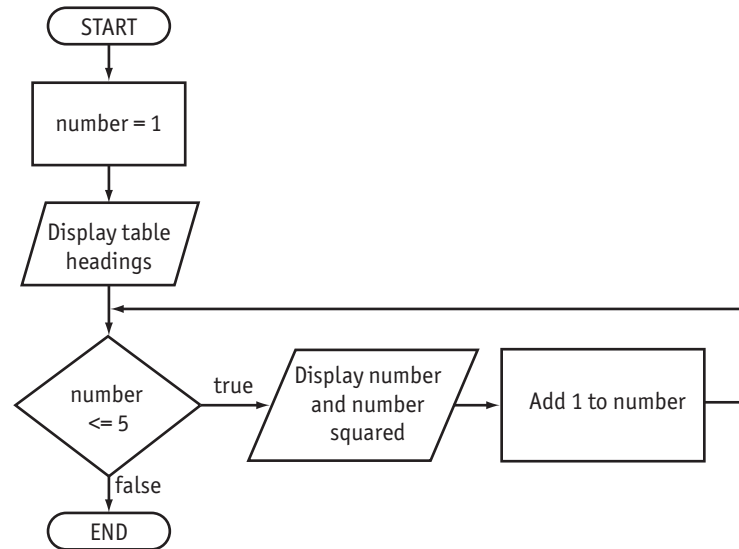 START
number = 1
Display table
headings
number
<= 5
true
Display number
and number
squared
Add 1 to number
false
END